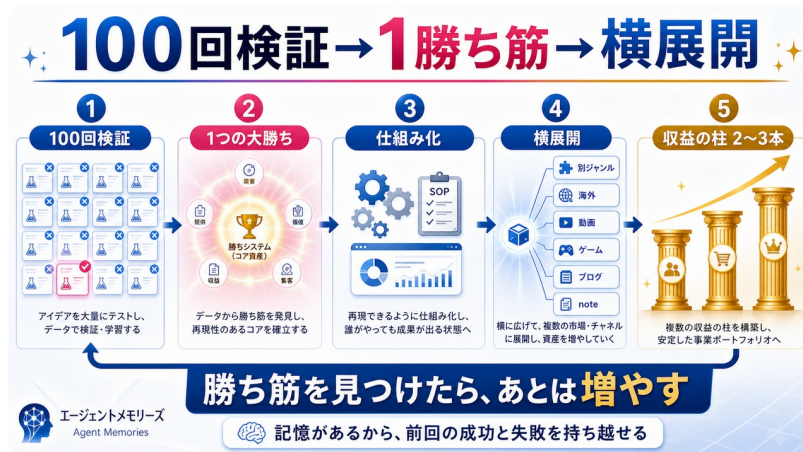 100回検証→1勝ち筋→横展開
1
100回検証
アイデアを大量にテストし、
データで検証・学習する
2
1つの大勝ち
需要
提供
価値
勝ちシステム
(コア資産)
収益
集客
データから勝ち筋を発見し、
再現性のあるコアを確立する
3
仕組み化
SOP
再現できるように仕組み化し、
誰がやっても成果が出る状態へ
4
横展開
別ジャンル
海外
動画
ゲーム
ブログ
note
横に広げて、複数の市場・チャネル
に展開し、資産を増やしていく
5
収益の柱 2〜3本
複数の収益の柱を構築し、
安定した事業ポートフォリオへ
勝ち筋を見つけたら、あとは増やす
エージェントメモリーズ
Agent Memories
記憶があるから、前回の成功と失敗を持ち越せる